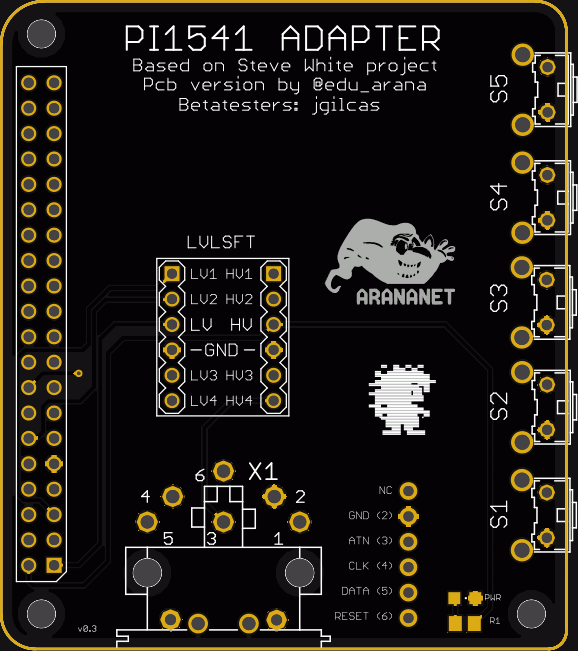 PI1541 ADAPTER
Based on Steve White project
Pcb version by @edu_arana
Betatesters: jgilcas
S5
S4
S3
S2
S1
LVLSFT
LV1 HV1
LV2 HV2
LV HV
-GND-
LV3 HV3
LV4 HV4
ARANANET
X1
6
4 2
5 3 1
NC
GND (2)
ATN (3)
CLK (4)
DATA (5)
RESET (6)
PWR
R1
v0.3